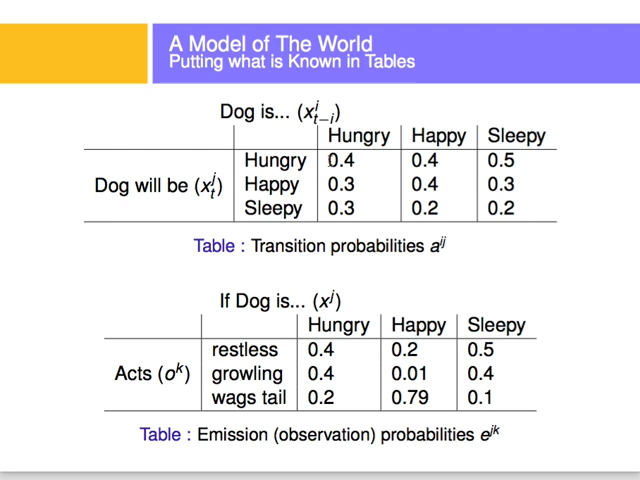 A Model of The World
Putting what is Known in Tables
Dog is... (x^i_{t−i})
Hungry Happy Sleepy
Hungry 0.4 0.4 0.5
Dog will be (x^j_t) Happy 0.3 0.4 0.3
Sleepy 0.3 0.2 0.2
Table : Transition probabilities a^{ij}
If Dog is... (x^j)
Hungry Happy Sleepy
restless 0.4 0.2 0.5
Acts (o^k) growling 0.4 0.01 0.4
wags tail 0.2 0.79 0.1
Table : Emission (observation) probabilities e^{jk}